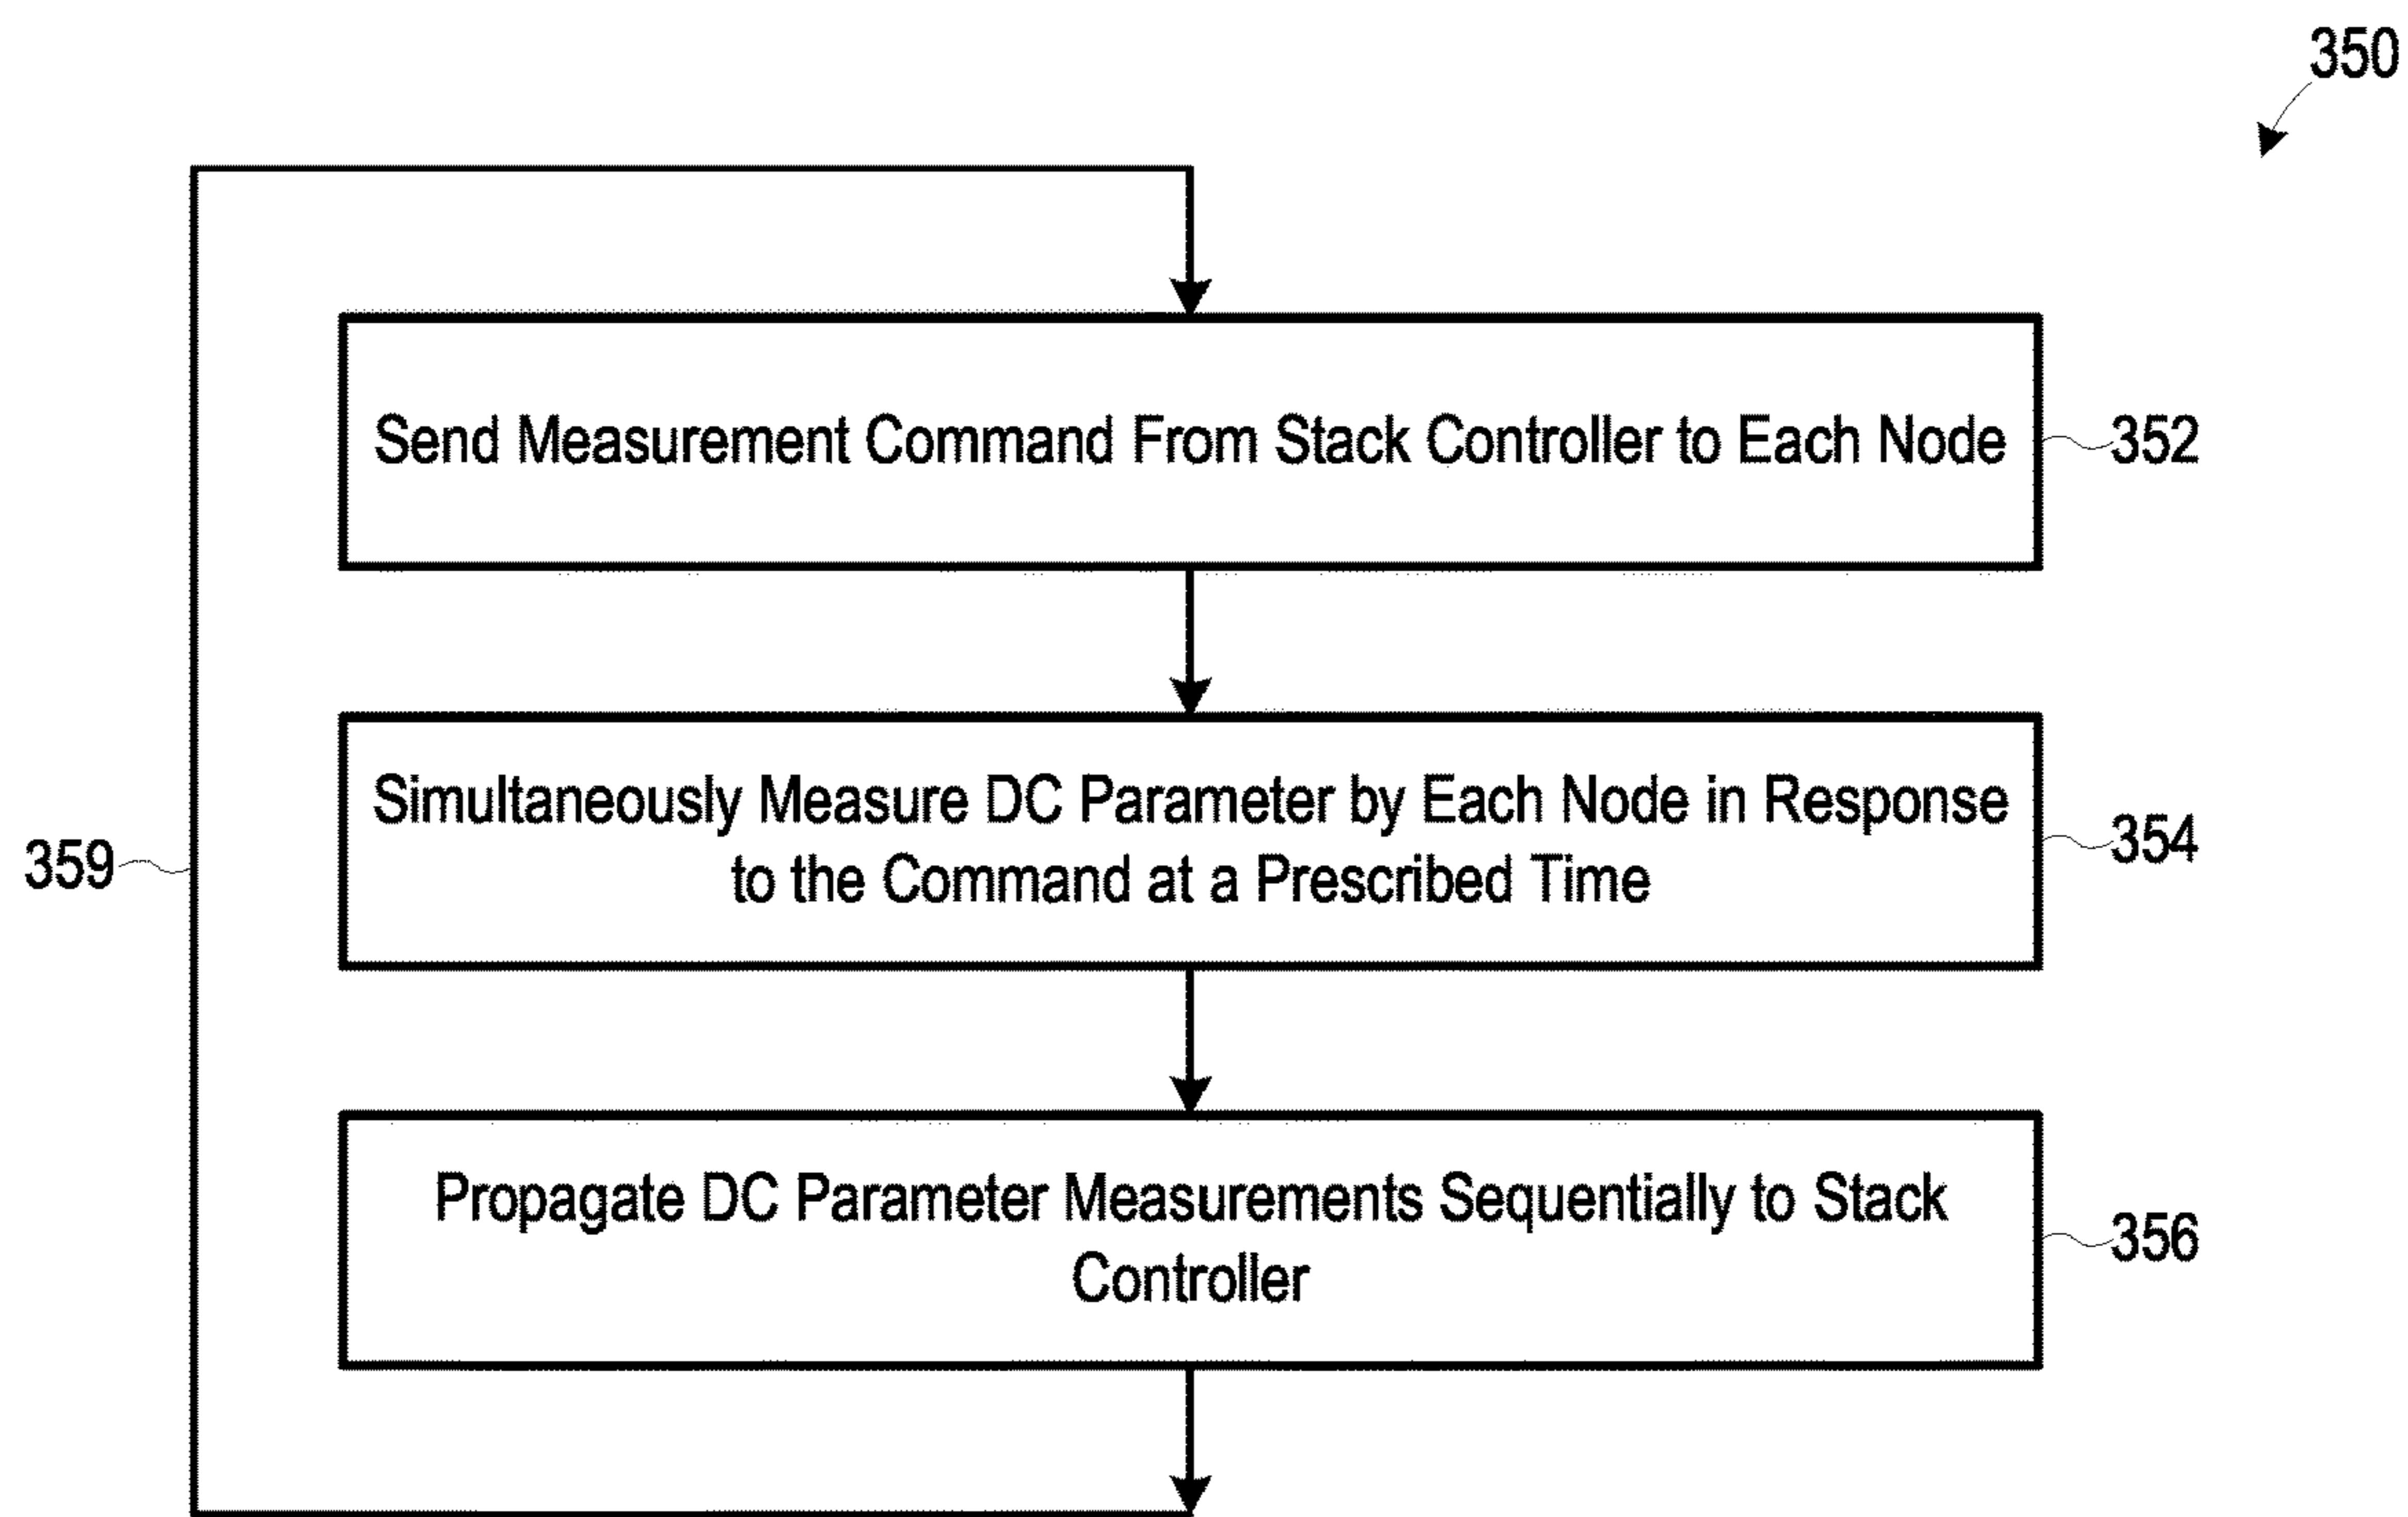 350
Send Measurement Command From Stack Controller to Each Node
352
Simultaneously Measure DC Parameter by Each Node in Response
to the Command at a Prescribed Time
354
359
Propagate DC Parameter Measurements Sequentially to Stack
Controller
356